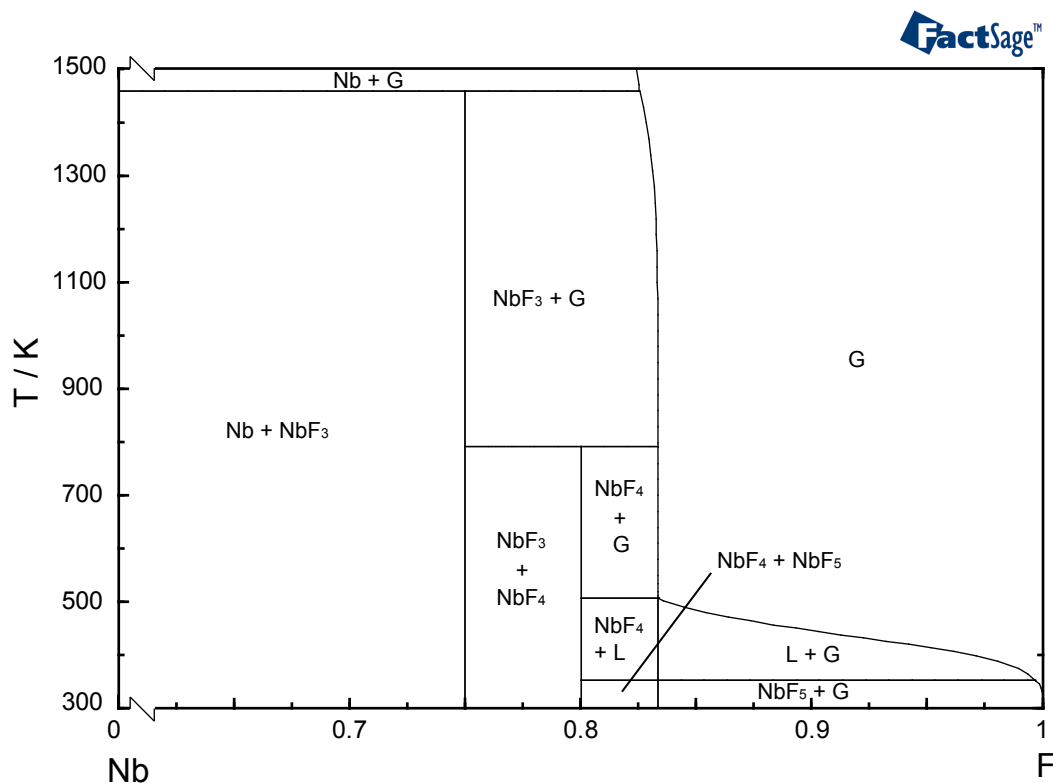 FactSage™
1500
Nb + G
1300
1100
NbF₃ + G
T / K
G
900
Nb + NbF₃
700
NbF₄
+
G
NbF₃
+
NbF₄
NbF₄ + NbF₅
500
NbF₄
+ L
L + G
NbF₅ + G
300
0
0.7
0.8
0.9
1
Nb
F